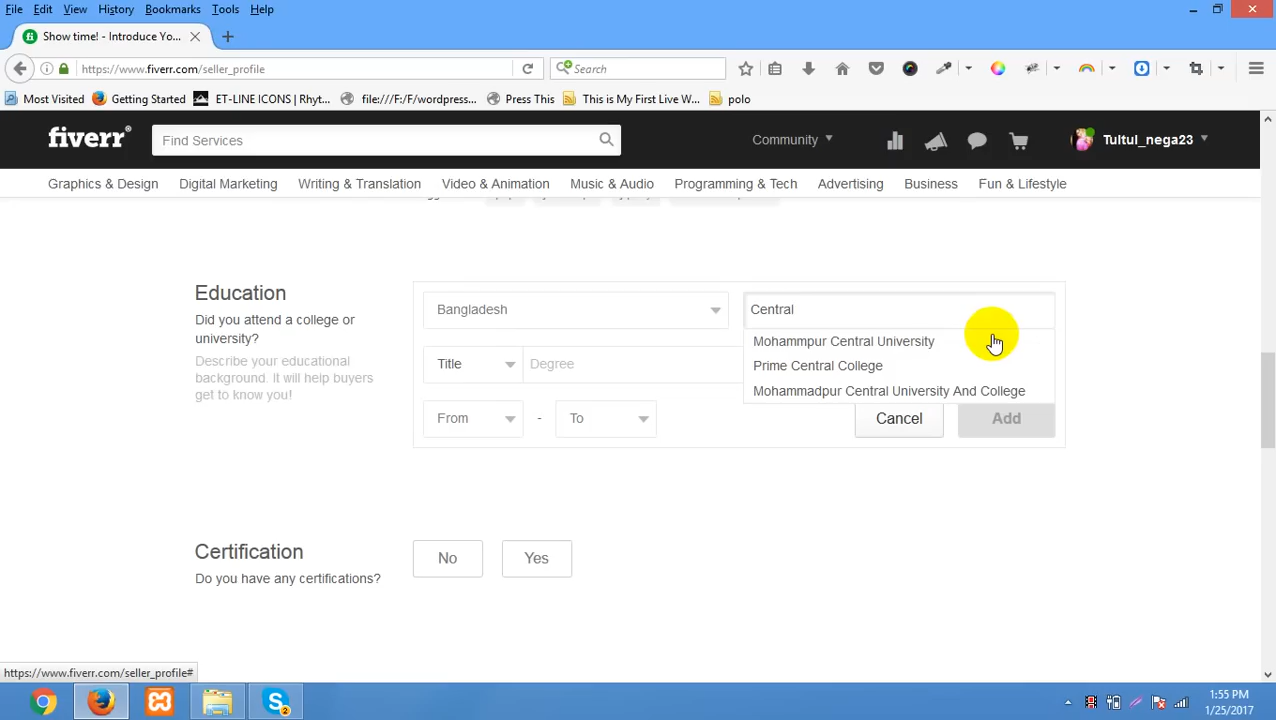 File Edit View History Bookmarks Tools Help
Show time! - Introduce Yo...
https://www.fiverr.com/seller_profile
Search
Most Visited Getting Started ET-LINE ICONS | Rhyt... file:///F:/F/wordpress... Press This This is My First Live W... polo
fiverr®
Find Services
Community
Tultul_nega23
Graphics & Design Digital Marketing Writing & Translation Video & Animation Music & Audio Programming & Tech Advertising Business Fun & Lifestyle
Education
Did you attend a college or
university?
Describe your educational
background. It will help buyers
get to know you!
Bangladesh
Central
Mohammpur Central University
Prime Central College
Mohammadpur Central University And College
Title Degree
From - To
Cancel Add
Certification
Do you have any certifications?
No Yes
https://www.fiverr.com/seller_profile#
1:55 PM
1/25/2017